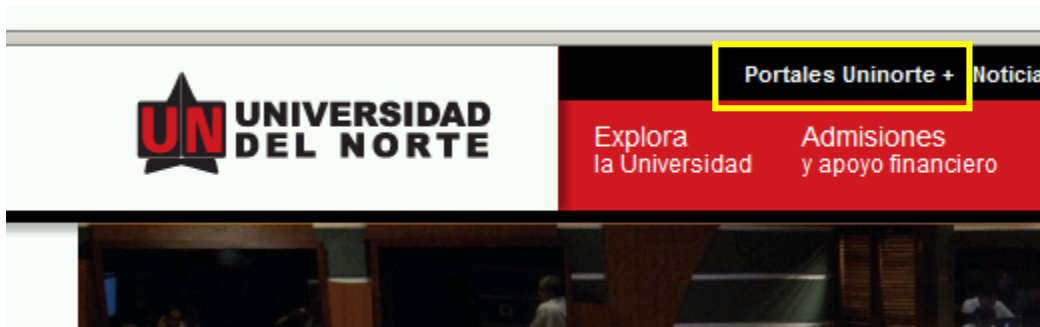 Portales Uninorte +
UN
UNIVERSIDAD
DEL NORTE
Explora
la Universidad
Admisiones
y apoyo financiero